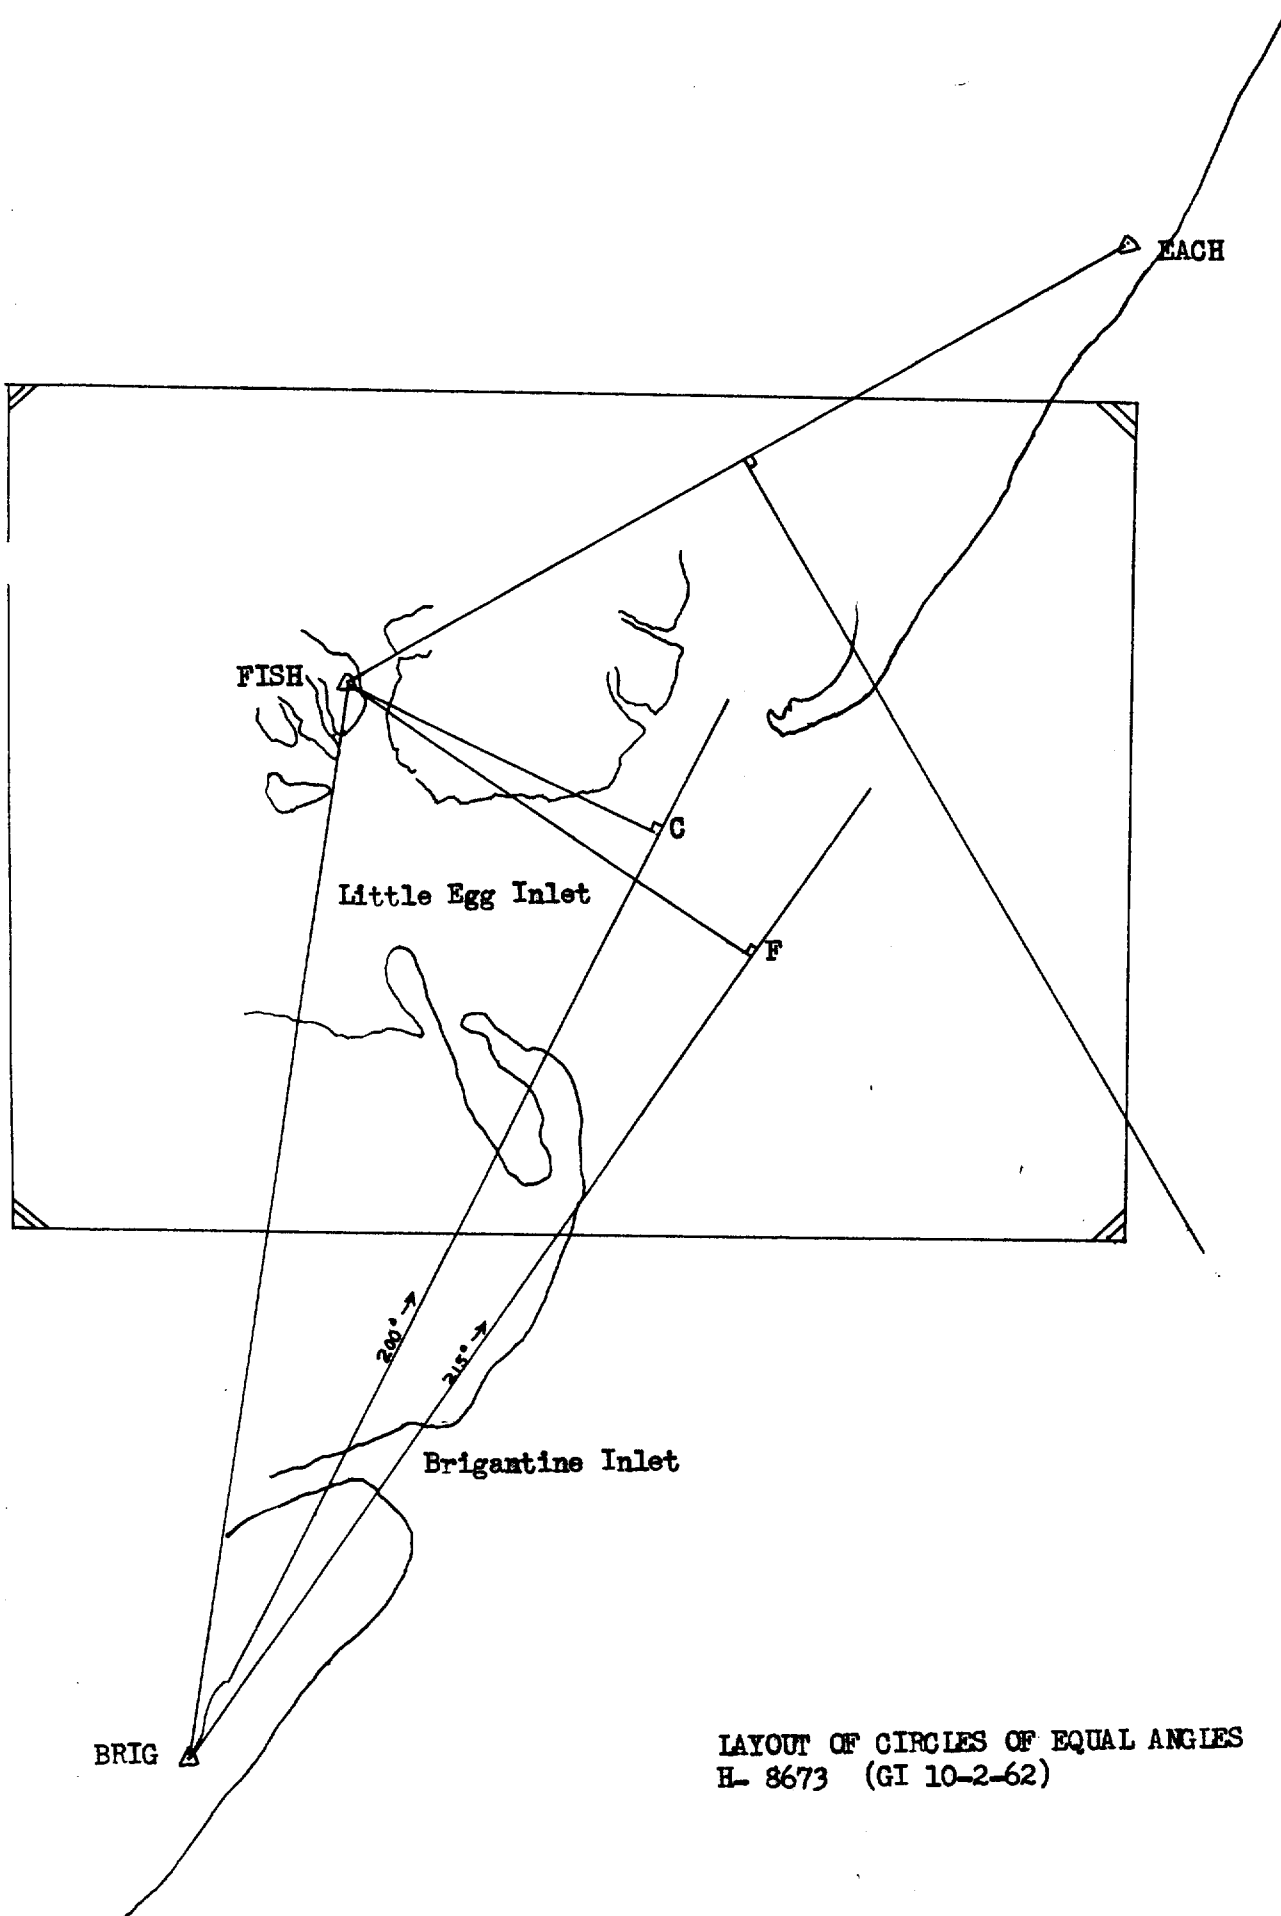 EACH
FISH
C
Little Egg Inlet
F
200° →
215° →
Brigantine Inlet
BRIG
LAYOUT OF CIRCLES OF EQUAL ANGLES
H- 8673 (GI 10-2-62)